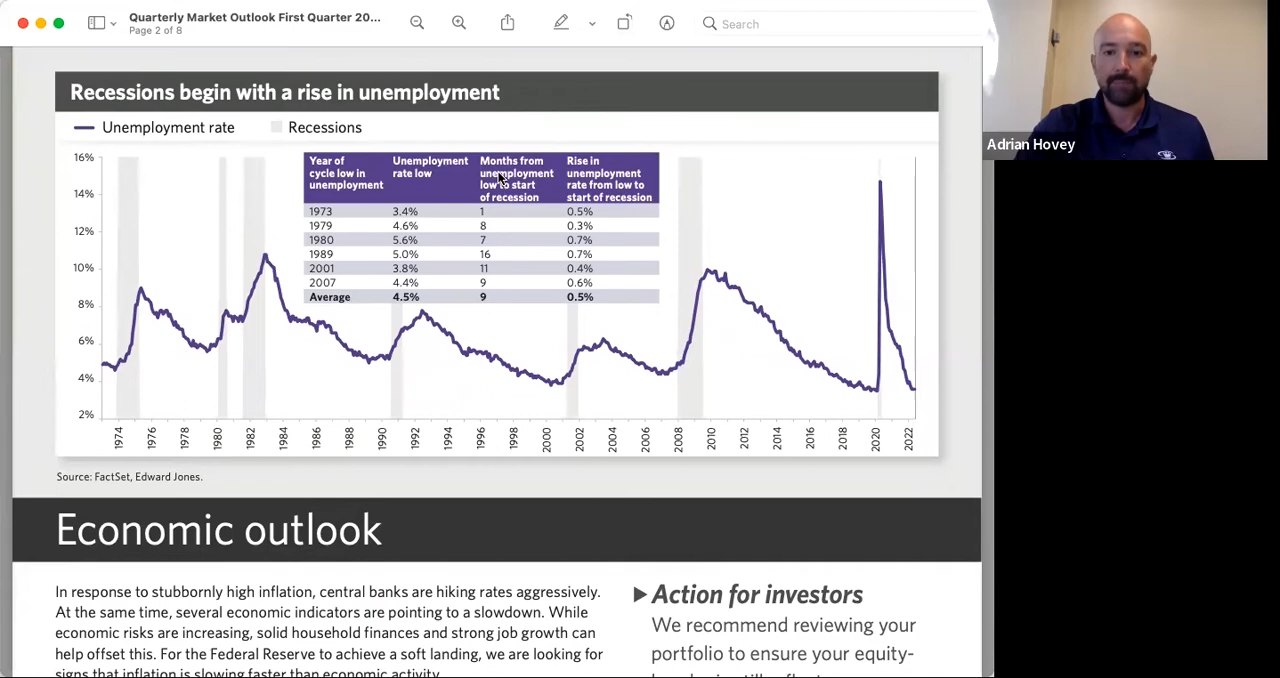 Quarterly Market Outlook First Quarter 20...
Page 2 of 8
Search
Adrian Hovey
Recessions begin with a rise in unemployment
Unemployment rate
Recessions
16%
14%
12%
10%
8%
6%
4%
2%
Year of cycle low in unemployment | Unemployment rate low | Months from unemployment low to start of recession | Rise in unemployment rate from low to start of recession
1973 3.4% 1 0.5%
1979 4.6% 8 0.3%
1980 5.6% 7 0.7%
1989 5.0% 16 0.7%
2001 3.8% 11 0.4%
2007 4.4% 9 0.6%
Average 4.5% 9 0.5%
1974 1976 1978 1980 1982 1984 1986 1988 1990 1992 1994 1996 1998 2000 2002 2004 2006 2008 2010 2012 2014 2016 2018 2020 2022
Source: FactSet, Edward Jones.
Economic outlook
In response to stubbornly high inflation, central banks are hiking rates aggressively.
At the same time, several economic indicators are pointing to a slowdown. While
economic risks are increasing, solid household finances and strong job growth can
help offset this. For the Federal Reserve to achieve a soft landing, we are looking for
signs that inflation is slowing faster than economic activity.
Action for investors
We recommend reviewing your
portfolio to ensure your equity-